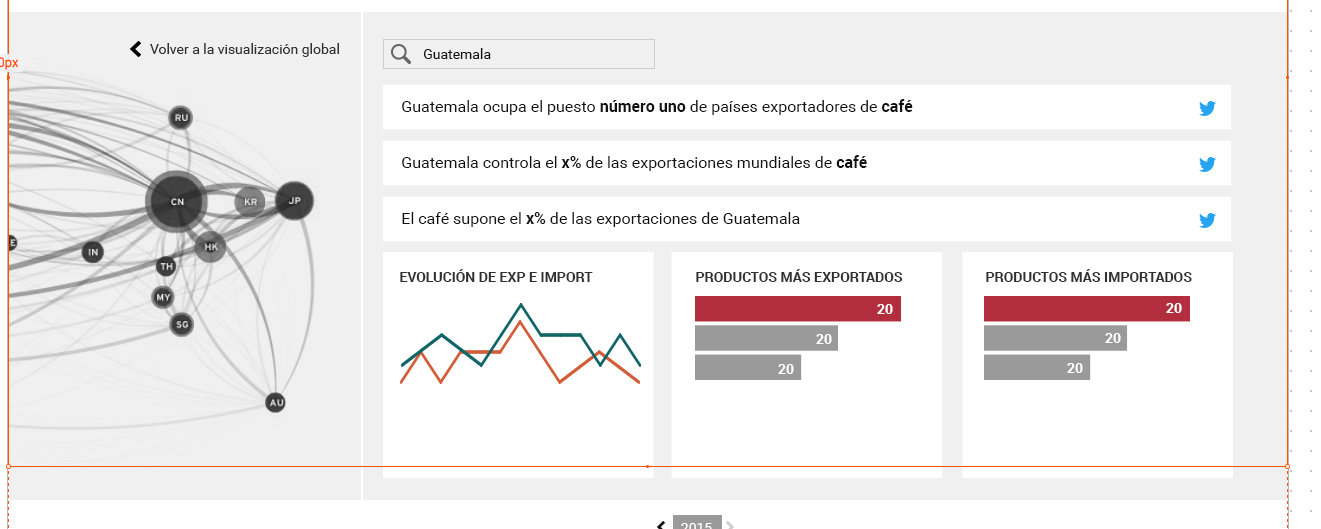 Volver a la visualización global
0px
RU
CN
KR
JP
HK
E
IN
TH
MY
SG
AU
Guatemala
Guatemala ocupa el puesto número uno de países exportadores de café
Guatemala controla el x% de las exportaciones mundiales de café
El café supone el x% de las exportaciones de Guatemala
EVOLUCIÓN DE EXP E IMPORT
PRODUCTOS MÁS EXPORTADOS
20
20
20
PRODUCTOS MÁS IMPORTADOS
20
20
20
2015